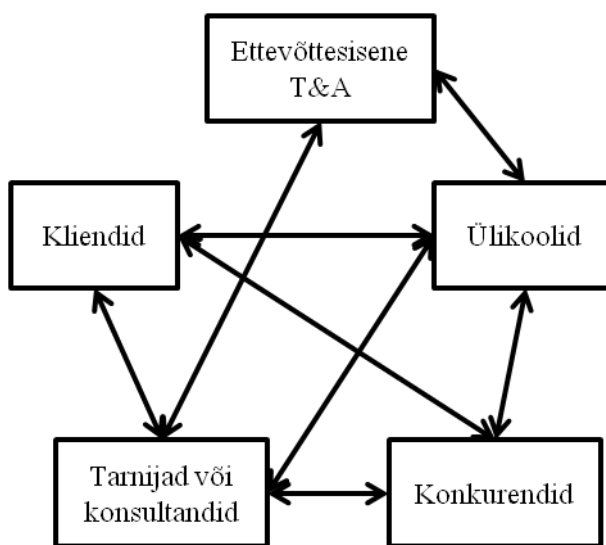 Ettevõttesisene
T&A
Kliendid
Ülikoolid
Tarnijad või
konsultandid
Konkurendid